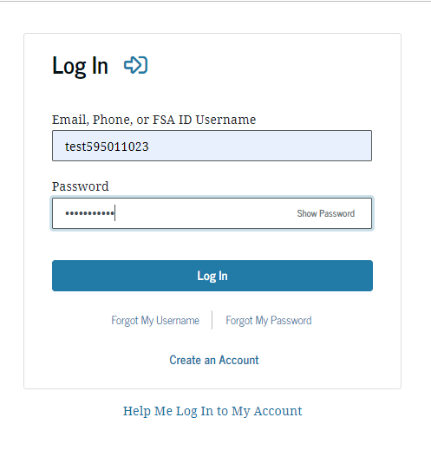 Log In
Email, Phone, or FSA ID Username
test595011023
Password
••••••••••• Show Password
Log In
Forgot My Username Forgot My Password
Create an Account
Help Me Log In to My Account